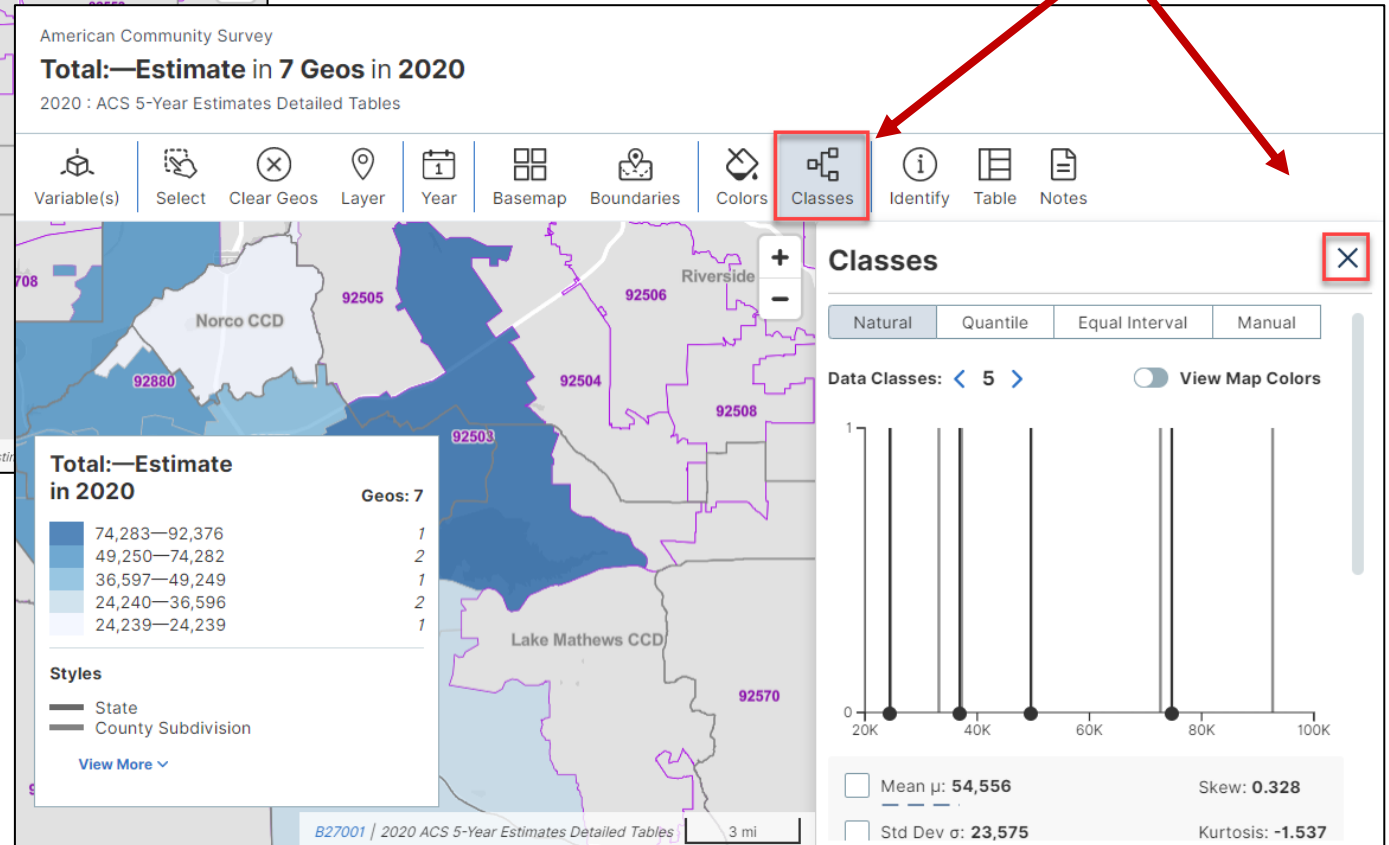 American Community Survey
Total:—Estimate in 7 Geos in 2020
2020 : ACS 5-Year Estimates Detailed Tables
Variable(s) Select Clear Geos Layer 1 Year Basemap Boundaries Colors Classes Identify Table Notes
708
Norco CCD
92505
92506
Riverside
92880
92504
92508
92503
Lake Mathews CCD
92570
+
−
Total:—Estimate
in 2020
Geos: 7
74,283—92,376 1
49,250—74,282 2
36,597—49,249 1
24,240—36,596 2
24,239—24,239 1
Styles
State
County Subdivision
View More
B27001 | 2020 ACS 5-Year Estimates Detailed Tables
3 mi
Classes
Natural Quantile Equal Interval Manual
Data Classes: < 5 >
View Map Colors
1
0
20K 40K 60K 80K 100K
Mean μ: 54,556
Skew: 0.328
Std Dev σ: 23,575
Kurtosis: -1.537